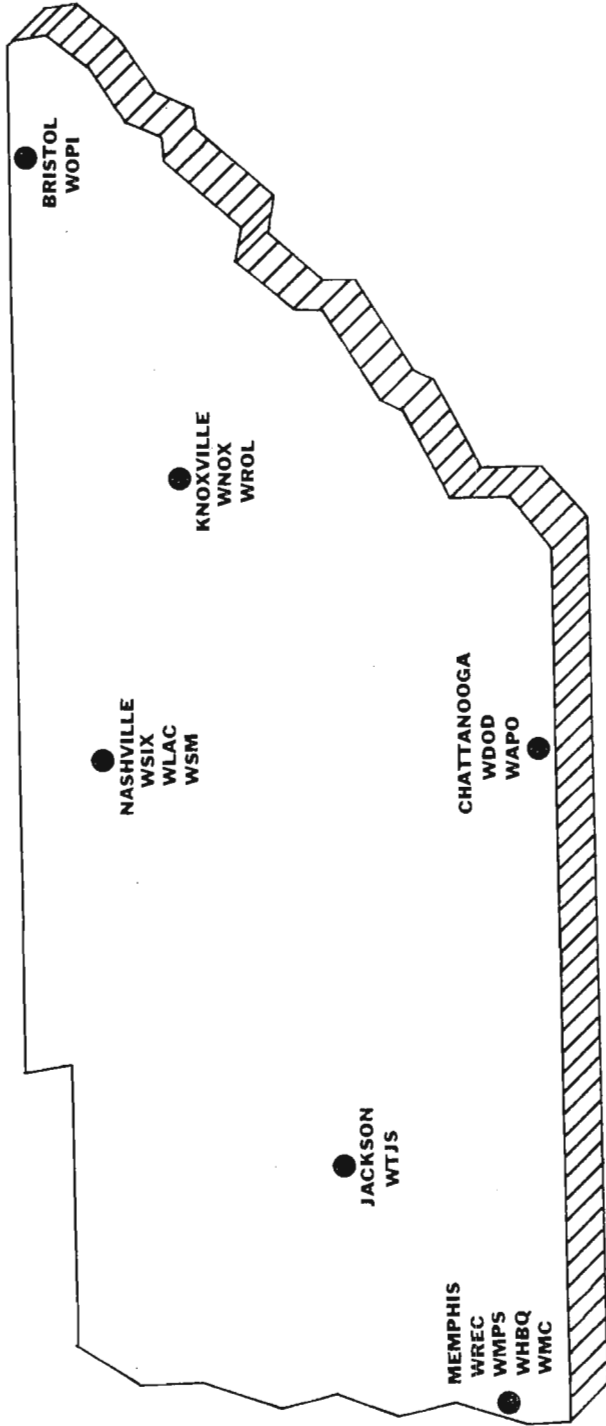 MEMPHIS
WREC
WMPS
WHBQ
WMC
JACKSON
WTJS
NASHVILLE
WSIX
WLAC
WSM
CHATTANOOGA
WDOD
WAPO
KNOXVILLE
WNOX
WROL
BRISTOL
WOPI